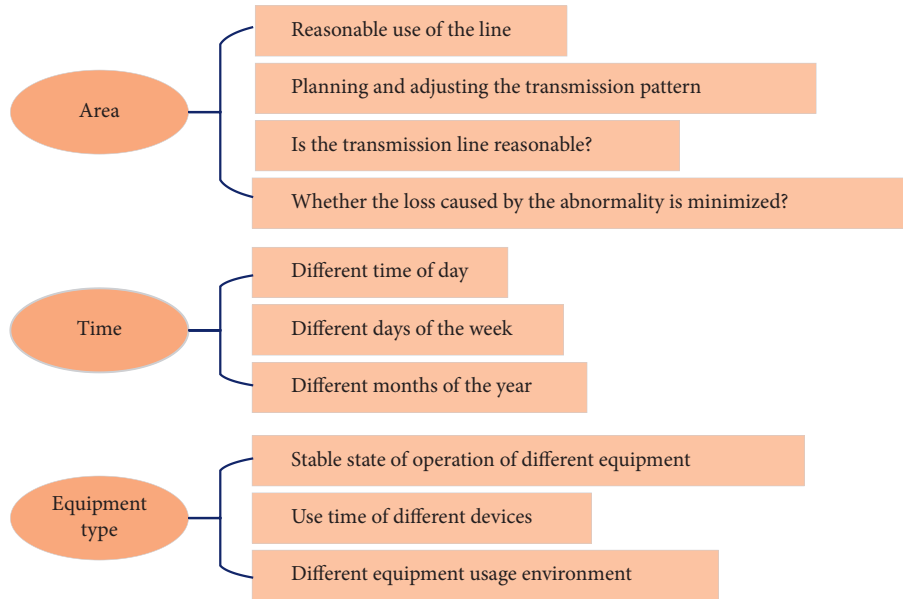 Area
Reasonable use of the line
Planning and adjusting the transmission pattern
Is the transmission line reasonable?
Whether the loss caused by the abnormality is minimized?
Time
Different time of day
Different days of the week
Different months of the year
Equipment
type
Stable state of operation of different equipment
Use time of different devices
Different equipment usage environment